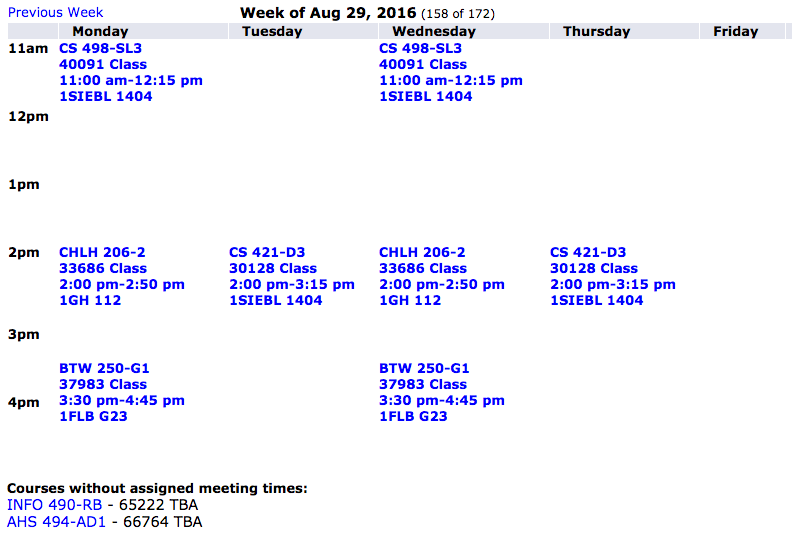 Previous Week
Week of Aug 29, 2016 (158 of 172)
Monday Tuesday Wednesday Thursday Friday
11am
CS 498-SL3
40091 Class
11:00 am-12:15 pm
1SIEBL 1404
CS 498-SL3
40091 Class
11:00 am-12:15 pm
1SIEBL 1404
12pm
1pm
2pm
CHLH 206-2
33686 Class
2:00 pm-2:50 pm
1GH 112
CS 421-D3
30128 Class
2:00 pm-3:15 pm
1SIEBL 1404
CHLH 206-2
33686 Class
2:00 pm-2:50 pm
1GH 112
CS 421-D3
30128 Class
2:00 pm-3:15 pm
1SIEBL 1404
3pm
BTW 250-G1
37983 Class
3:30 pm-4:45 pm
1FLB G23
BTW 250-G1
37983 Class
3:30 pm-4:45 pm
1FLB G23
4pm
Courses without assigned meeting times:
INFO 490-RB - 65222 TBA
AHS 494-AD1 - 66764 TBA